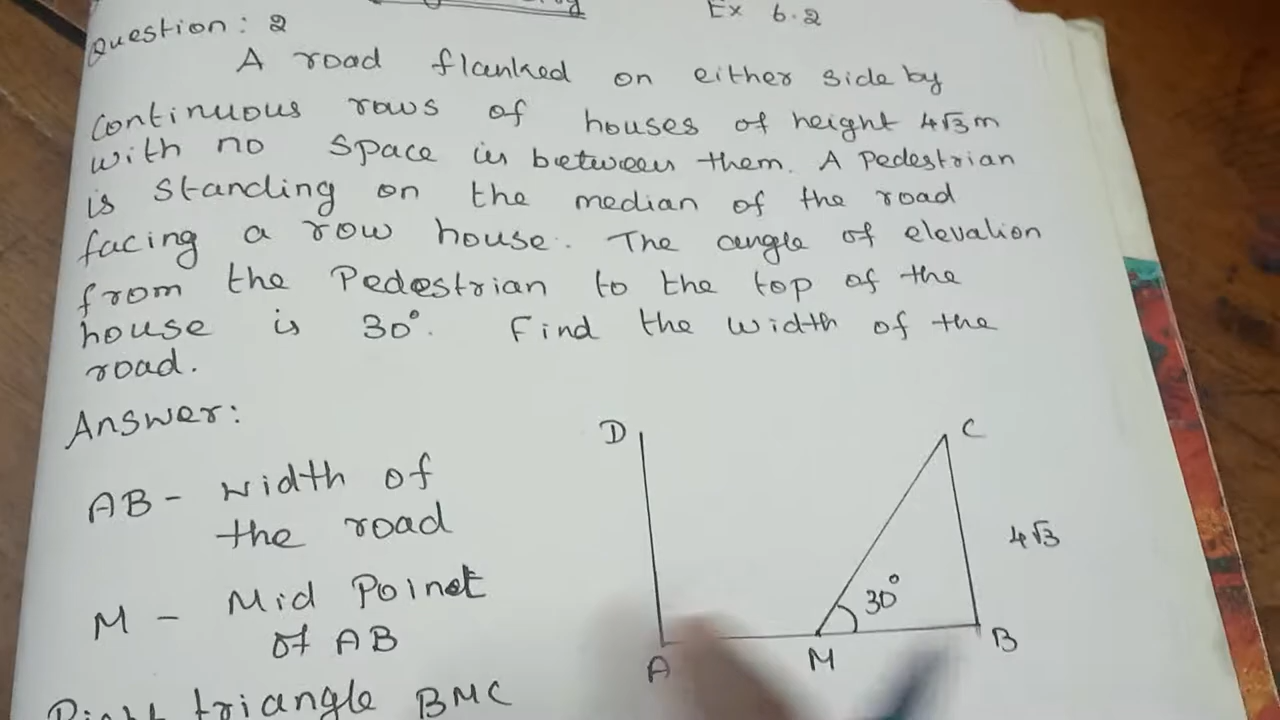 Ex 6.2
Question: 2
A road flanked on either side by
continuous rows of houses of height 4√3m
with no space in between them. A Pedestrian
is standing on the median of the road
facing a row house. The angle of elevation
from the Pedestrian to the top of the
house is 30°. Find the width of the
road.
Answer:
AB - width of
the road
M - Mid Point
of AB
Right triangle BMC
D
C
4√3
30°
A
M
B